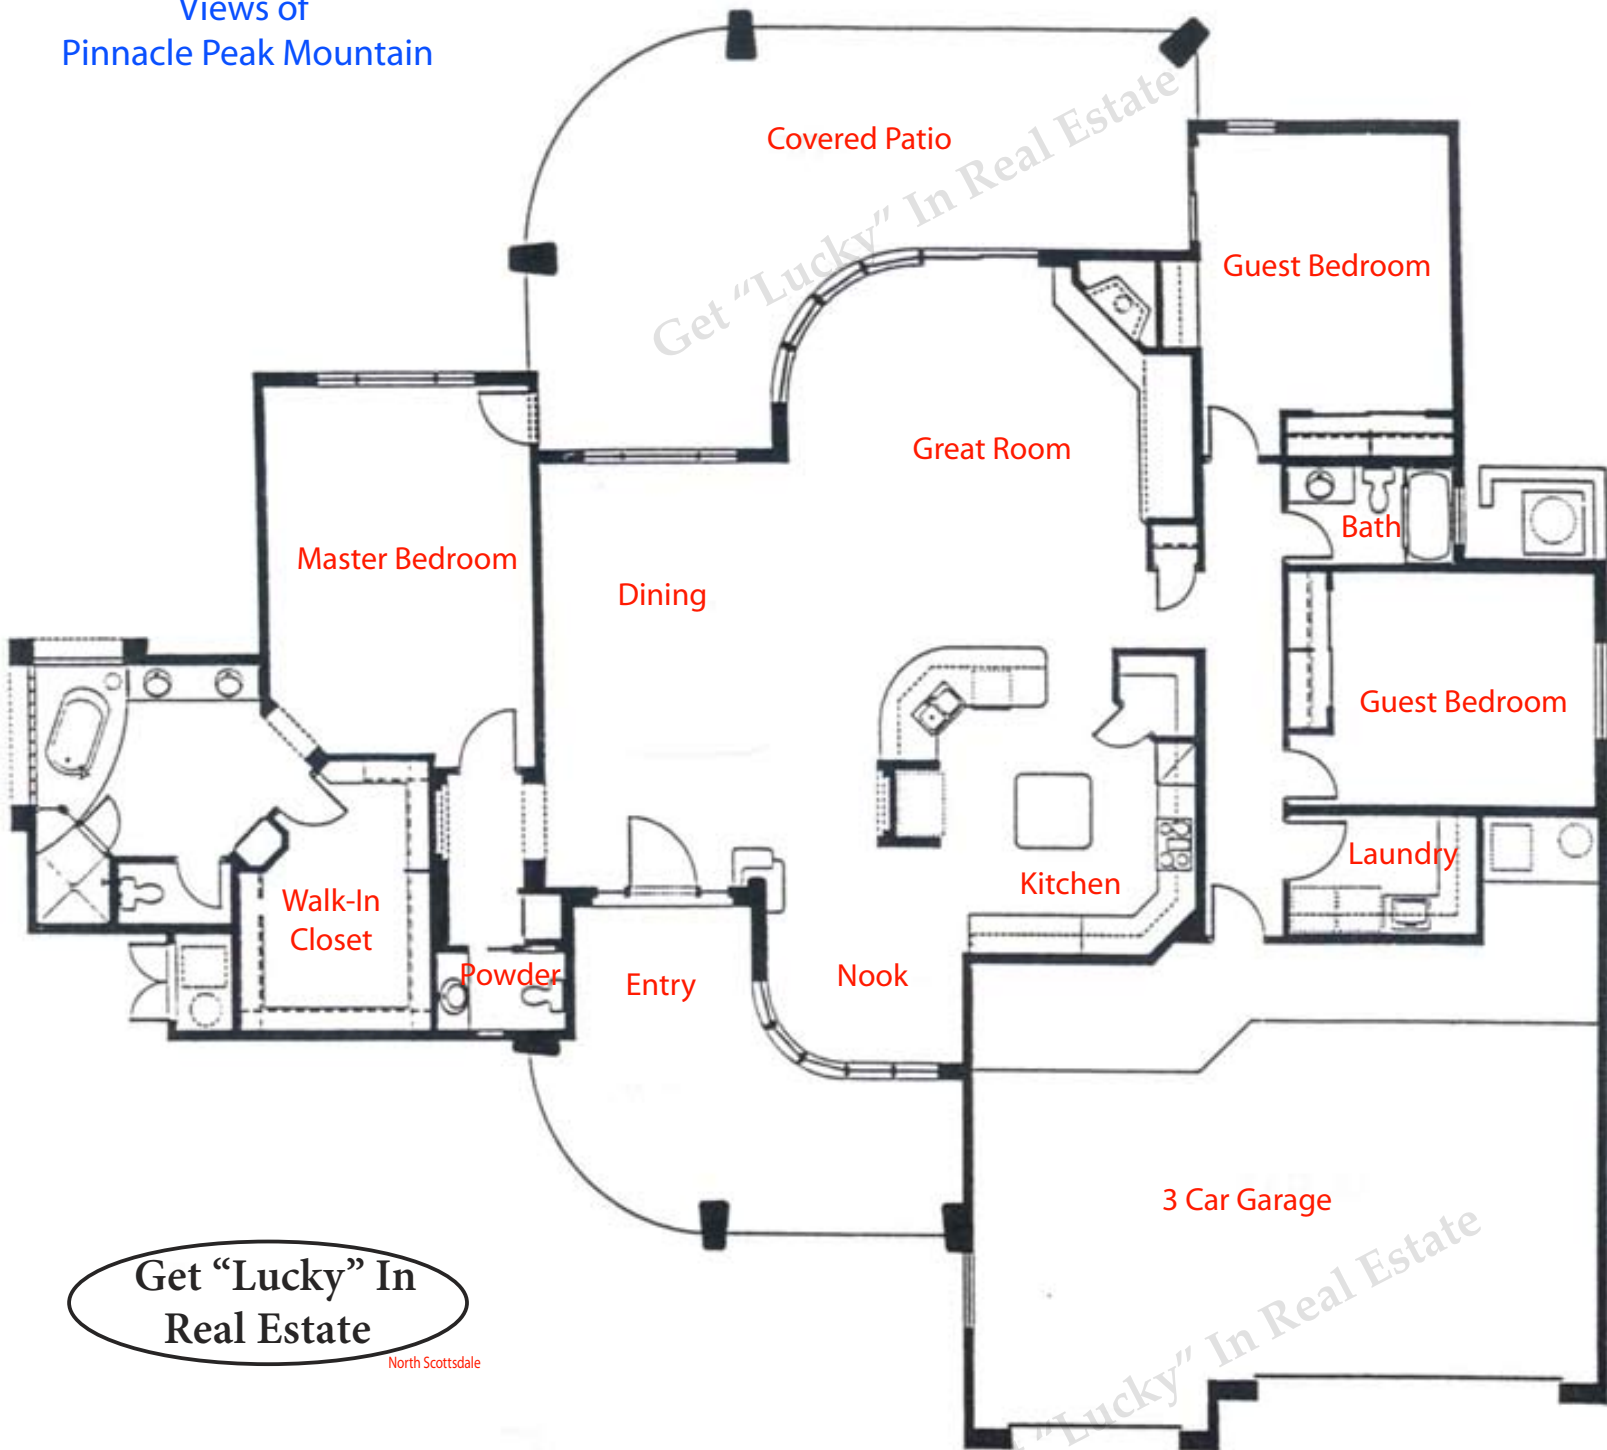 Views of
Pinnacle Peak Mountain
Covered Patio
Get “Lucky” In Real Estate
Guest Bedroom
Great Room
Bath
Master Bedroom
Dining
Guest Bedroom
Laundry
Kitchen
Walk-In
Closet
Powder
Entry
Nook
3 Car Garage
Get “Lucky” In
Real Estate
North Scottsdale
“Lucky” In Real Estate